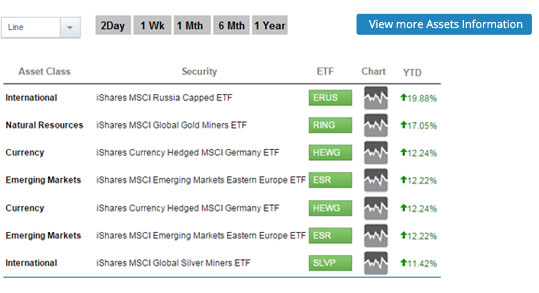 Line
2Day 1 Wk 1 Mth 6 Mth 1 Year
View more Assets Information
Asset Class Security ETF Chart YTD
International iShares MSCI Russia Capped ETF ERUS 19.88%
Natural Resources iShares MSCI Global Gold Miners ETF RING 17.05%
Currency iShares Currency Hedged MSCI Germany ETF HEWG 12.24%
Emerging Markets iShares MSCI Emerging Markets Eastern Europe ETF ESR 12.22%
Currency iShares Currency Hedged MSCI Germany ETF HEWG 12.24%
Emerging Markets iShares MSCI Emerging Markets Eastern Europe ETF ESR 12.22%
International iShares MSCI Global Silver Miners ETF SLVP 11.42%